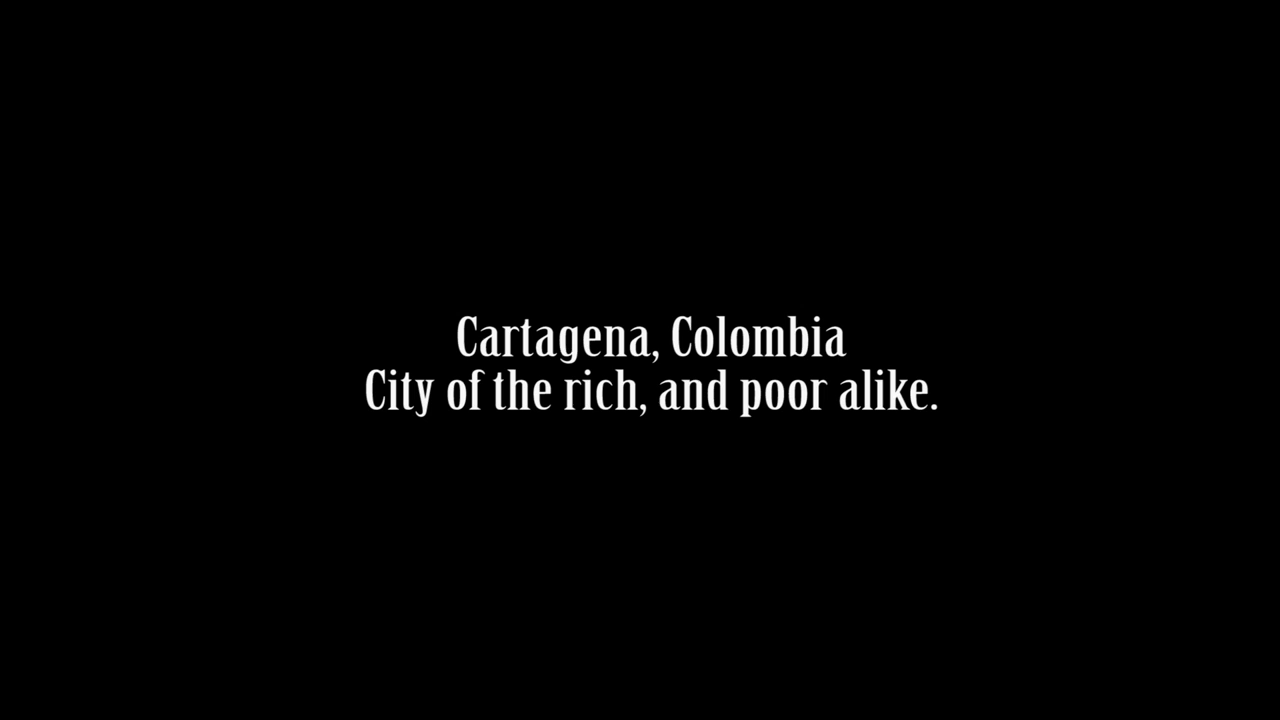 Cartagena, Colombia
City of the rich, and poor alike.